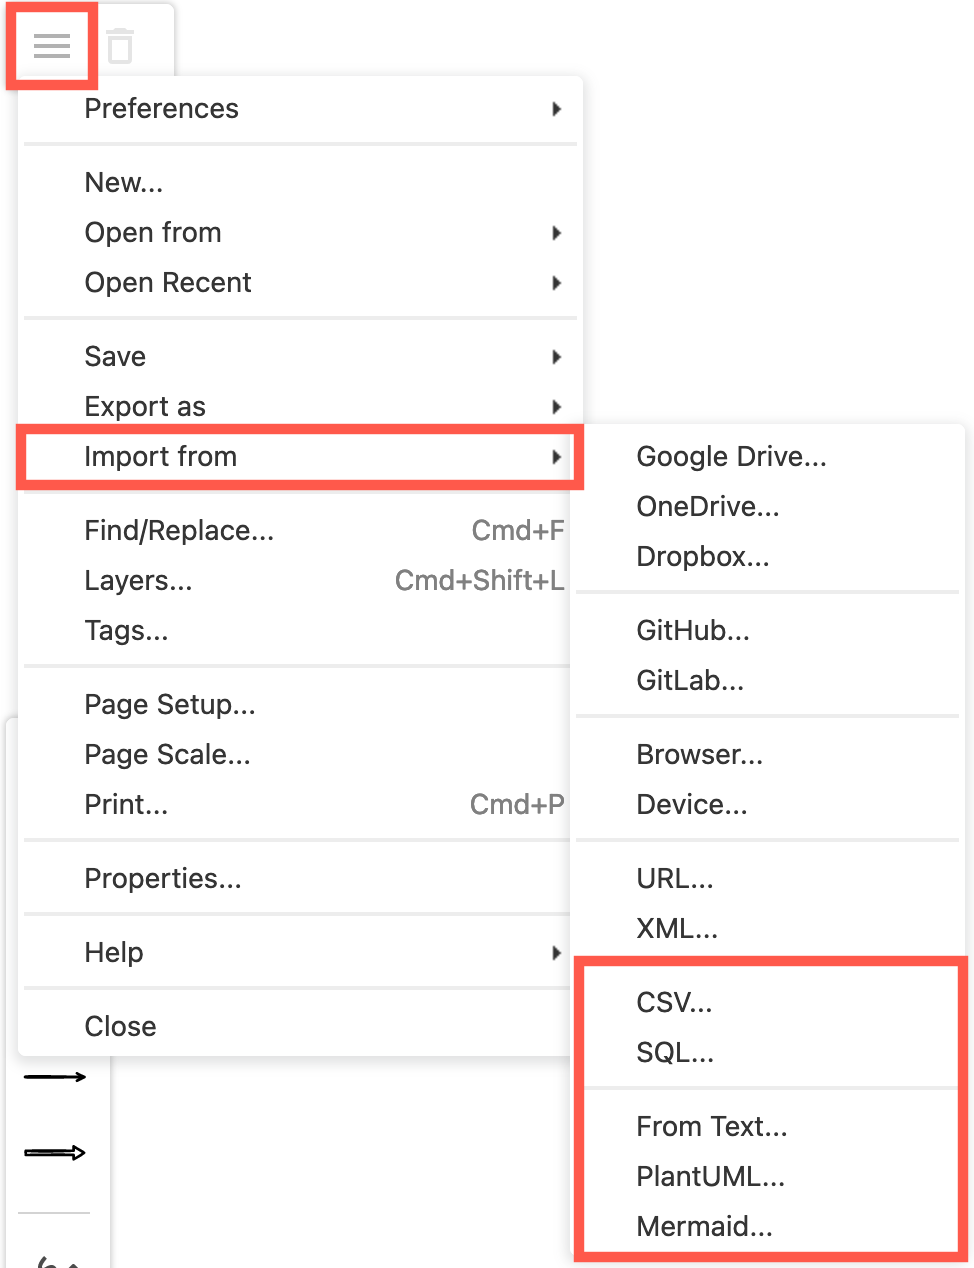 Preferences
New...
Open from
Open Recent
Save
Export as
Import from
Find/Replace... Cmd+F
Layers... Cmd+Shift+L
Tags...
Page Setup...
Page Scale...
Print... Cmd+P
Properties...
Help
Close
Google Drive...
OneDrive...
Dropbox...
GitHub...
GitLab...
Browser...
Device...
URL...
XML...
CSV...
SQL...
From Text...
PlantUML...
Mermaid...